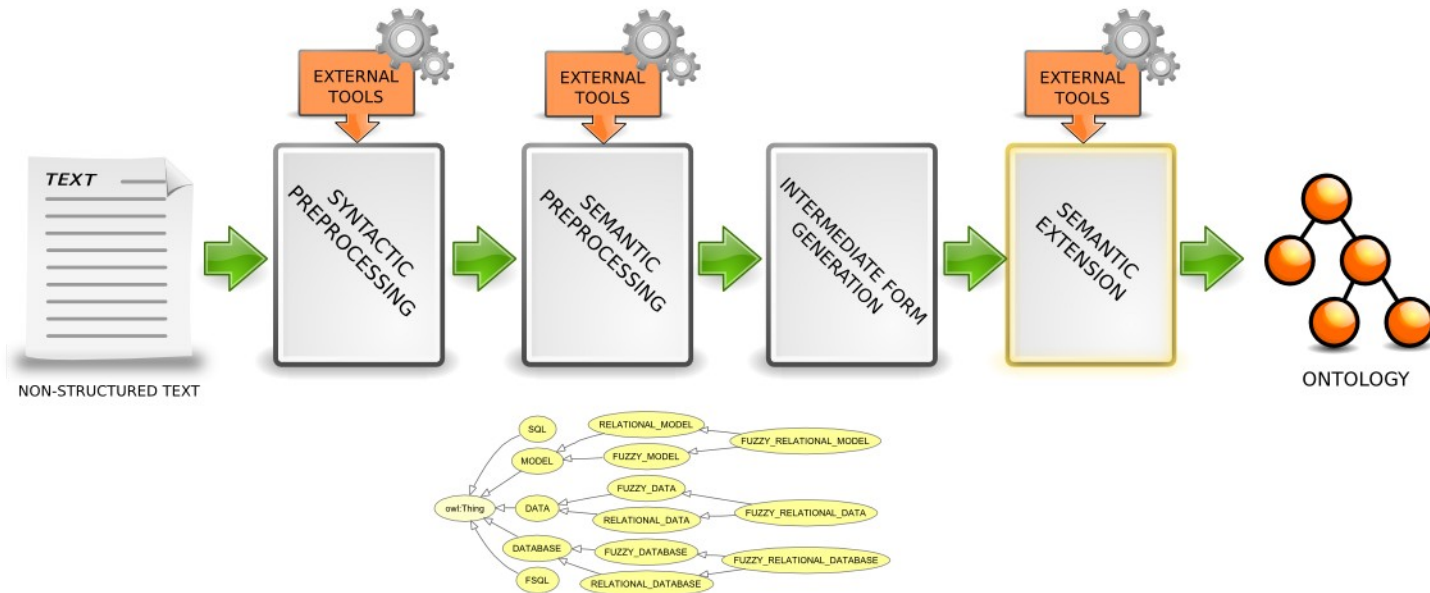 EXTERNAL
TOOLS
EXTERNAL
TOOLS
EXTERNAL
TOOLS
TEXT
SYNTACTIC
PREPROCESSING
SEMANTIC
PREPROCESSING
INTERMEDIATE FORM
GENERATION
SEMANTIC
EXTENSION
NON-STRUCTURED TEXT
ONTOLOGY
SQL
RELATIONAL_MODEL
FUZZY_RELATIONAL_MODEL
MODEL
FUZZY_MODEL
FUZZY_DATA
owl:Thing
DATA
FUZZY_RELATIONAL_DATA
RELATIONAL_DATA
DATABASE
FUZZY_DATABASE
FUZZY_RELATIONAL_DATABASE
FSQL
RELATIONAL_DATABASE